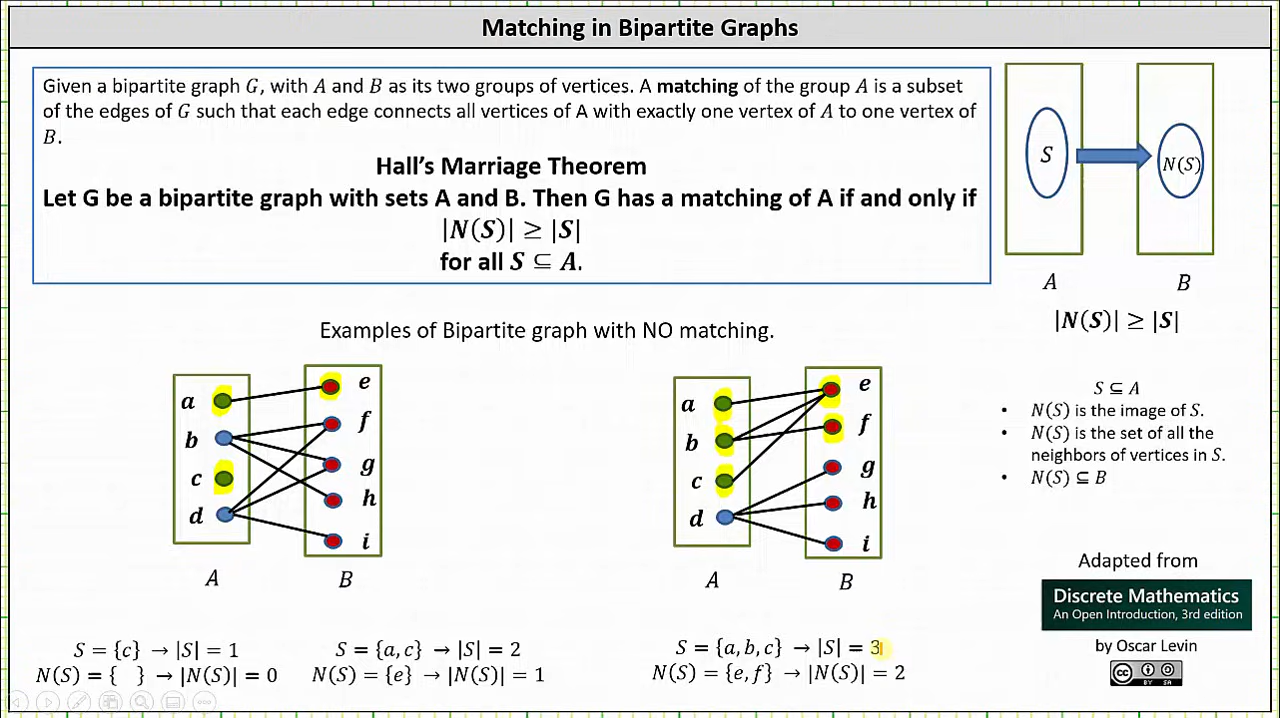 Matching in Bipartite Graphs
Given a bipartite graph G, with A and B as its two groups of vertices. A matching of the group A is a subset
of the edges of G such that each edge connects all vertices of A with exactly one vertex of A to one vertex of
B.
Hall's Marriage Theorem
Let G be a bipartite graph with sets A and B. Then G has a matching of A if and only if
|N(S)| ≥ |S|
for all S ⊆ A.
S
N(S)
A
B
|N(S)| ≥ |S|
Examples of Bipartite graph with NO matching.
a
b
c
d
e
f
g
h
i
A
B
a
b
c
d
e
f
g
h
i
A
B
S ⊆ A
• N(S) is the image of S.
• N(S) is the set of all the
neighbors of vertices in S.
• N(S) ⊆ B
S = {c} → |S| = 1
N(S) = { } → |N(S)| = 0
S = {a, c} → |S| = 2
N(S) = {e} → |N(S)| = 1
S = {a, b, c} → |S| = 3
N(S) = {e, f} → |N(S)| = 2
Adapted from
Discrete Mathematics
An Open Introduction, 3rd edition
by Oscar Levin
cc
BY SA